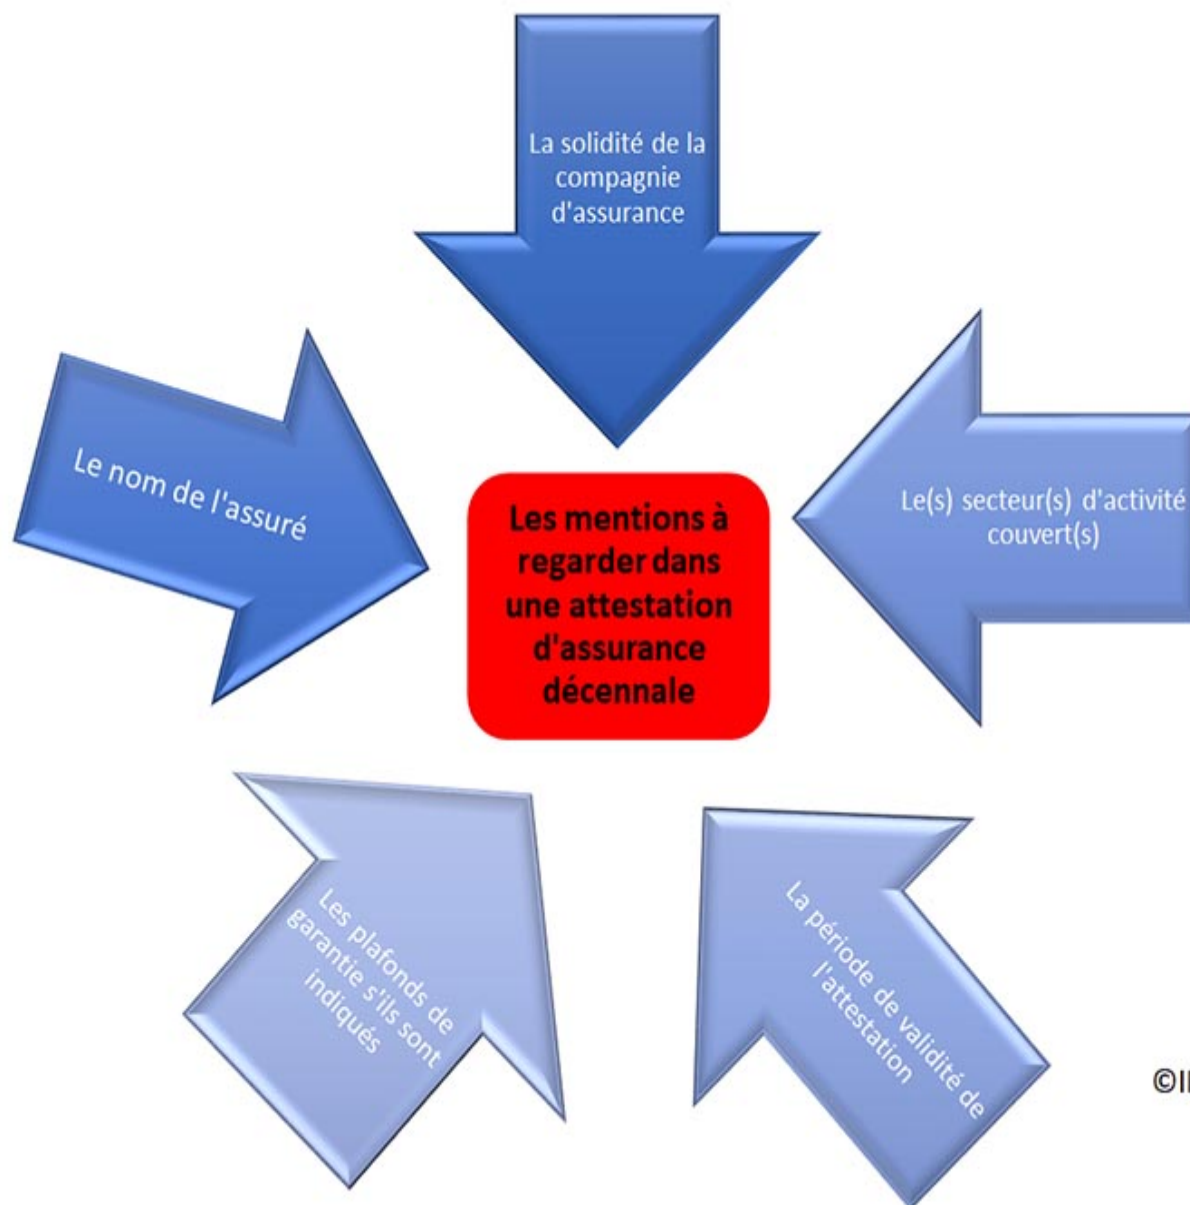 La solidité de la
compagnie
d'assurance
Le nom de l'assuré
Les mentions à
regarder dans
une attestation
d'assurance
décennale
Le(s) secteur(s) d'activité
couvert(s)
Les plafonds de
garantie s'ils sont
indiqués
La période de validité de
l'attestation